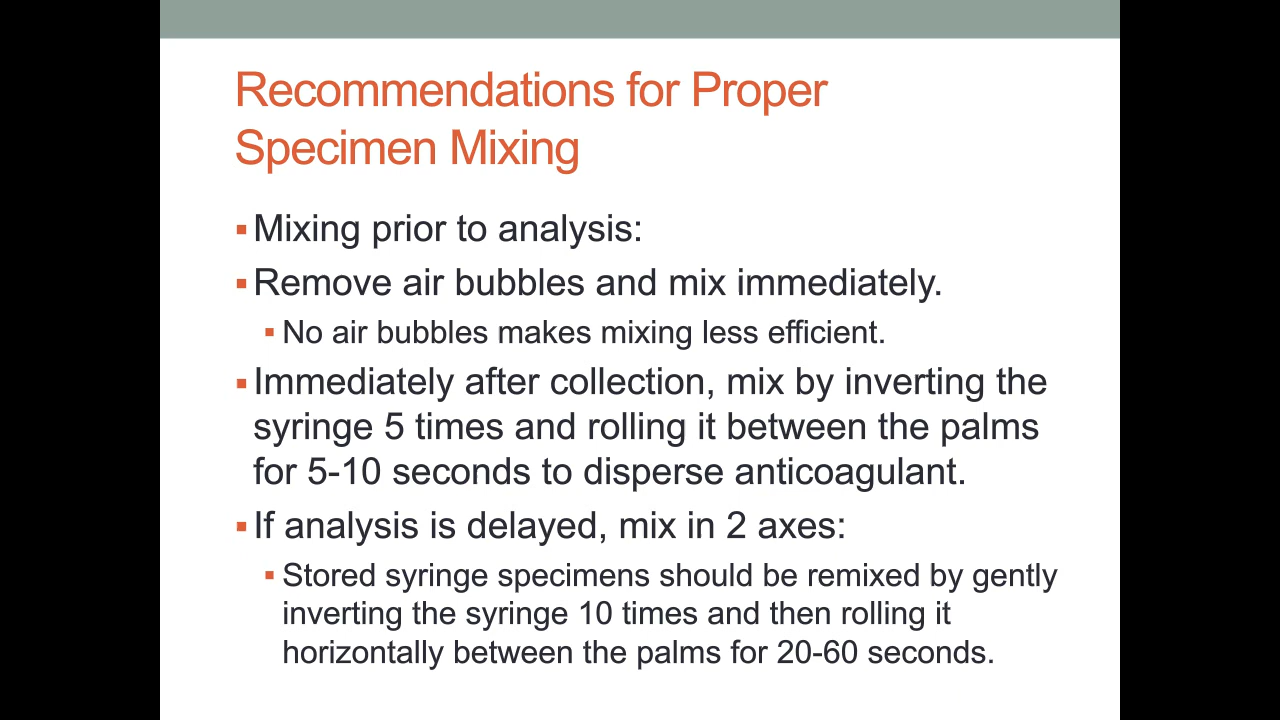 Recommendations for Proper
Specimen Mixing
▪Mixing prior to analysis:
▪Remove air bubbles and mix immediately.
▪No air bubbles makes mixing less efficient.
▪Immediately after collection, mix by inverting the
syringe 5 times and rolling it between the palms
for 5-10 seconds to disperse anticoagulant.
▪If analysis is delayed, mix in 2 axes:
▪Stored syringe specimens should be remixed by gently
inverting the syringe 10 times and then rolling it
horizontally between the palms for 20-60 seconds.